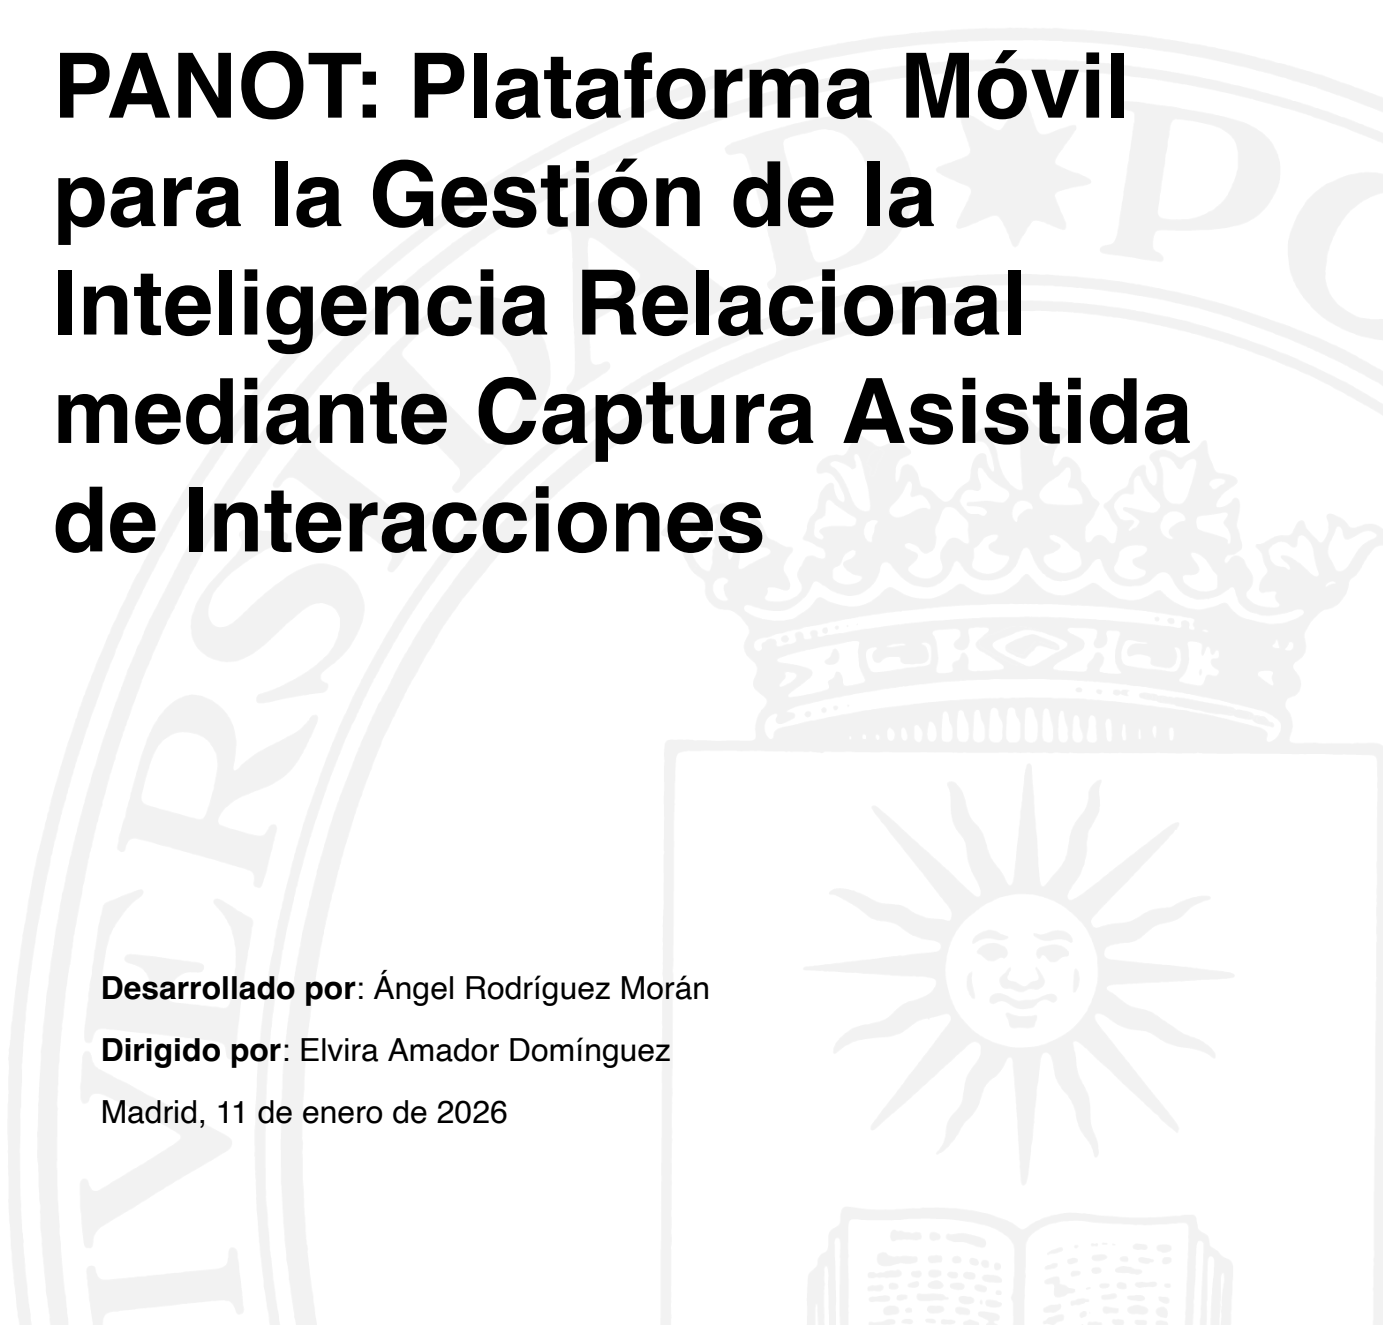 PANOT: Plataforma Móvil
para la Gestión de la
Inteligencia Relacional
mediante Captura Asistida
de Interacciones
Desarrollado por: Ángel Rodríguez Morán
Dirigido por: Elvira Amador Domínguez
Madrid, 11 de enero de 2026